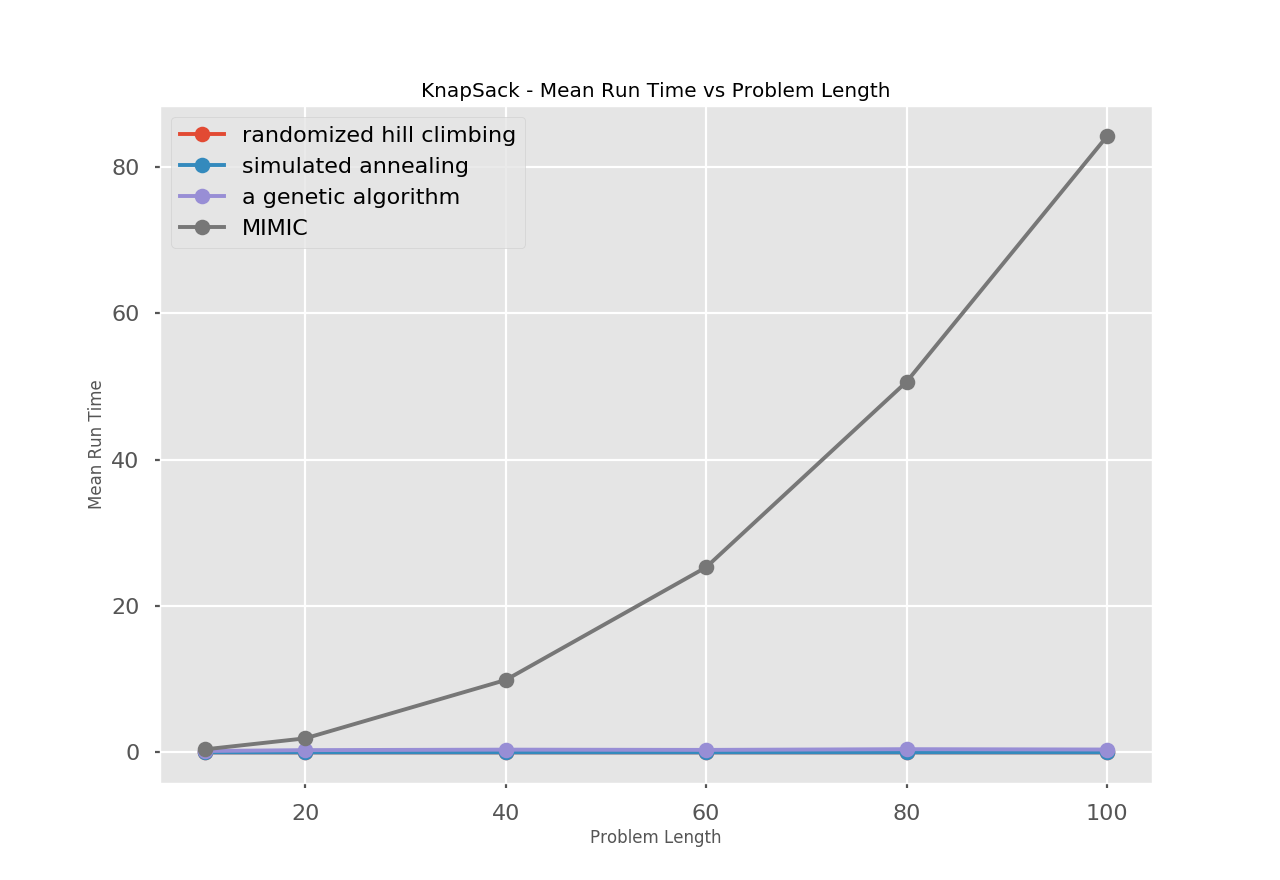 KnapSack - Mean Run Time vs Problem Length
randomized hill climbing
simulated annealing
a genetic algorithm
MIMIC
80
60
40
20
0
Mean Run Time
20
40
60
80
100
Problem Length